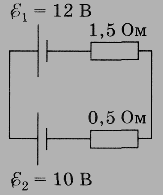 ℰ₁ = 12 В
1,5 Ом
0,5 Ом
ℰ₂ = 10 В